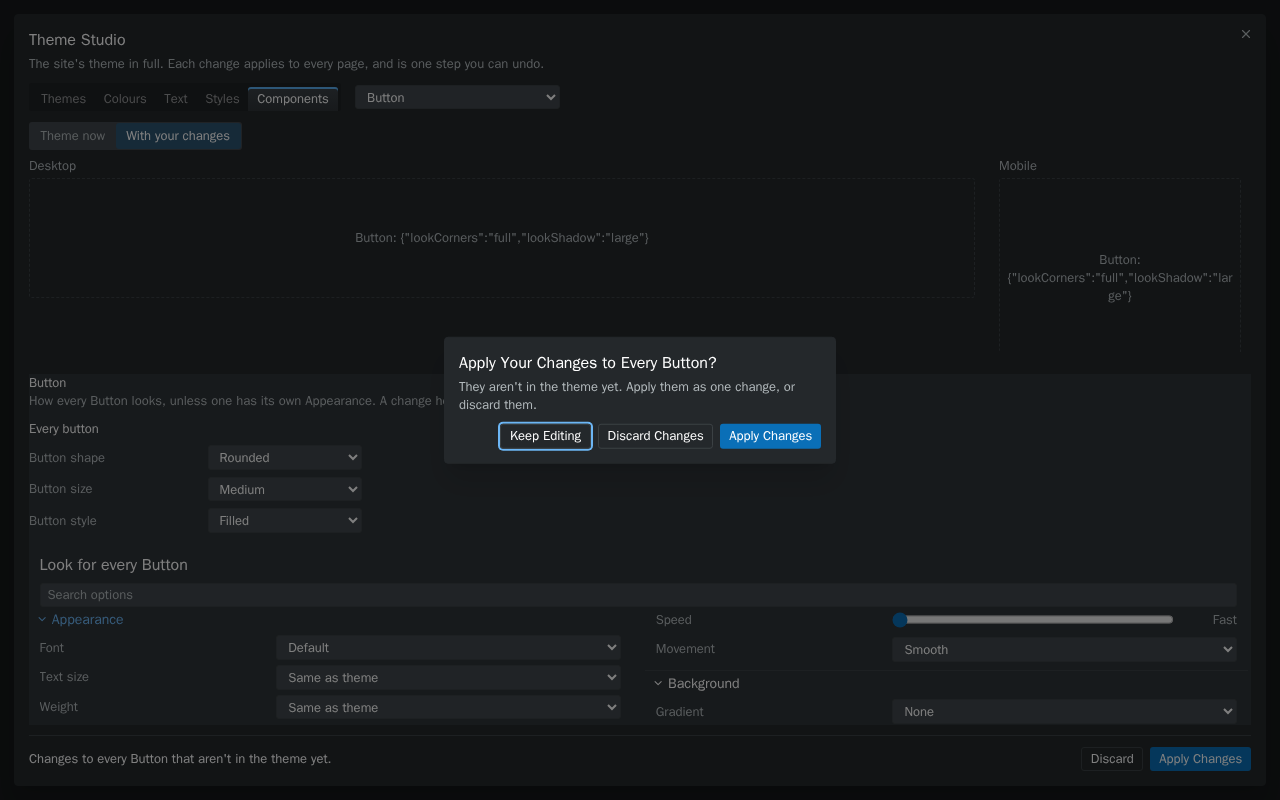 Theme Studio
The site's theme in full. Each change applies to every page, and is one step you can undo.
Themes Colours Text Styles Components Button
Theme now With your changes
Desktop Mobile
Button: {"lookCorners":"full","lookShadow":"large"}
Button:
{"lookCorners":"full","lookShadow":"lar
ge"}
Apply Your Changes to Every Button?
They aren't in the theme yet. Apply them as one change, or
discard them.
Keep Editing Discard Changes Apply Changes
Button
How every Button looks, unless one has its own Appearance. A change he
Every button
Button shape Rounded
Button size Medium
Button style Filled
Look for every Button
Search options
Appearance
Font Default
Text size Same as theme
Weight Same as theme
Speed Fast
Movement Smooth
Background
Gradient None
Changes to every Button that aren't in the theme yet.
Discard Apply Changes